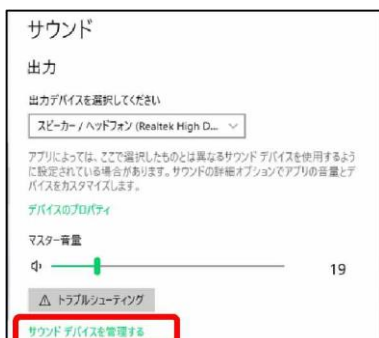 サウンド
出力
出力デバイスを選択してください
スピーカー / ヘッドフォン (Realtek High D...
アプリによっては、ここで選択したものとは異なるサウンド デバイスを使用するよう
に設定されている場合があります。サウンドの詳細オプションでアプリの音量とデ
バイスをカスタマイズします。
デバイスのプロパティ
マスター音量
19
トラブルシューティング
サウンド デバイスを管理する